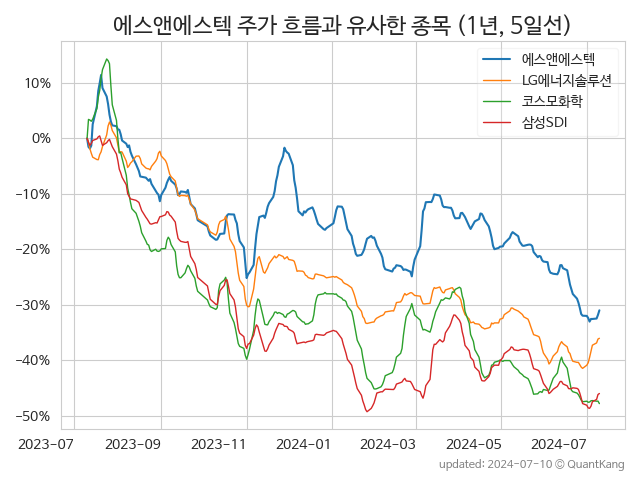 에스앤에스텍 주가 흐름과 유사한 종목 (1년, 5일선)
에스앤에스텍
LG에너지솔루션
코스모화학
삼성SDI
10%
0%
−10%
−20%
−30%
−40%
−50%
2023-07 2023-09 2023-11 2024-01 2024-03 2024-05 2024-07
updated: 2024-07-10 © QuantKang